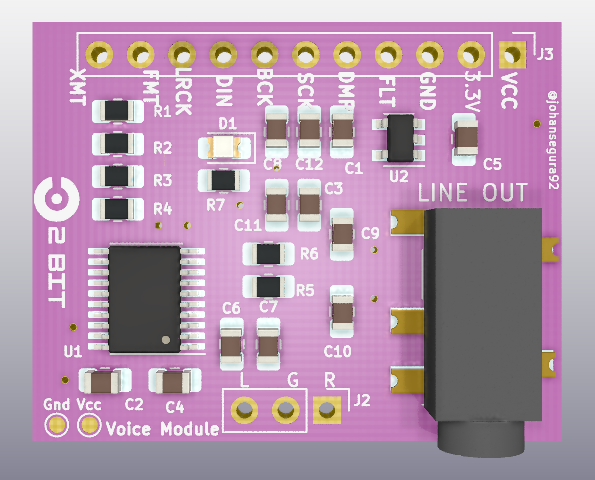 J3
XMT
FMT
LRCK
DIN
BCK
SCK
DMP
FLT
GND
3.3V
VCC
@johansegura92
R1
R2
R3
R4
D1
R7
C8
C12
C1
U2
C5
LINE OUT
C11
C3
C9
2 BIT
R6
R5
C6
C7
C10
U1
C2
C4
L
G
R
J2
Gnd
Vcc
Voice Module